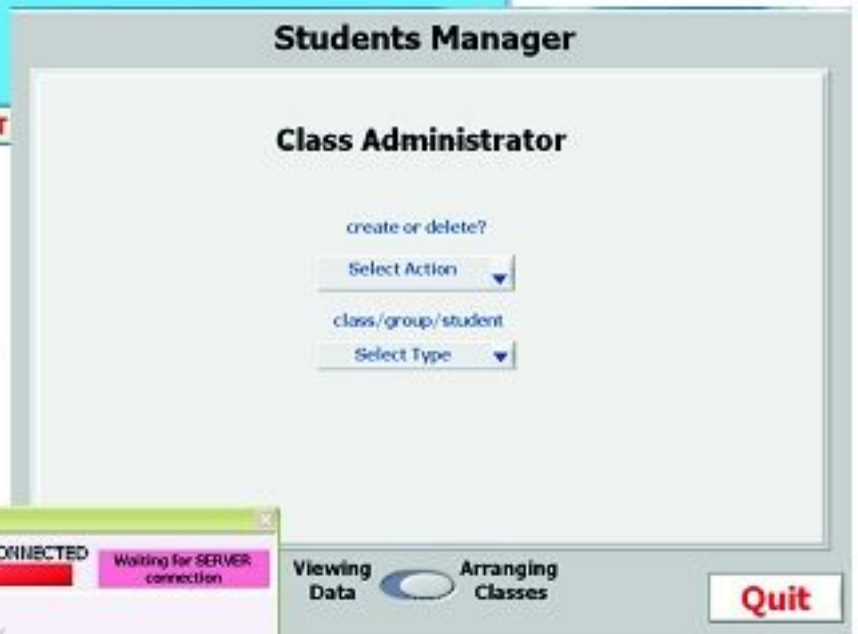 Students Manager
T
Class Administrator
create or delete?
Select Action
class/group/student
Select Type
ONNECTED
Waiting for SERVER
connection
Viewing
Data
Arranging
Classes
Quit